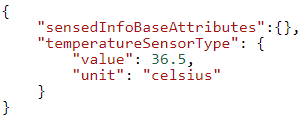 {
"sensedInfoBaseAttributes":{},
"temperatureSensorType": {
"value": 36.5,
"unit": "celsius"
}
}